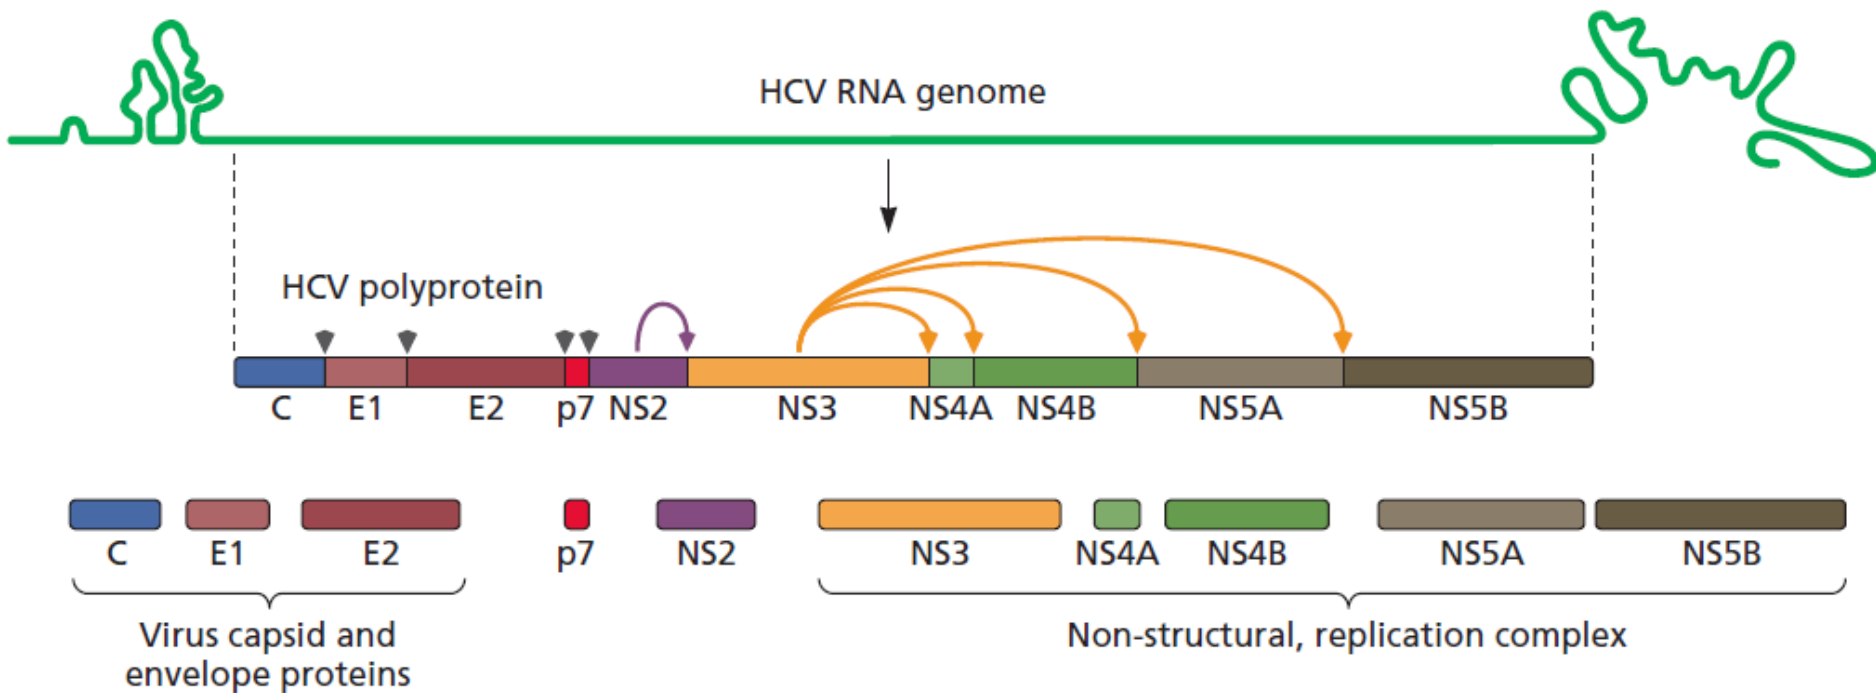 HCV RNA genome
HCV polyprotein
C E1 E2 p7 NS2 NS3 NS4A NS4B NS5A NS5B
C E1 E2 p7 NS2 NS3 NS4A NS4B NS5A NS5B
Virus capsid and
envelope proteins
Non-structural, replication complex